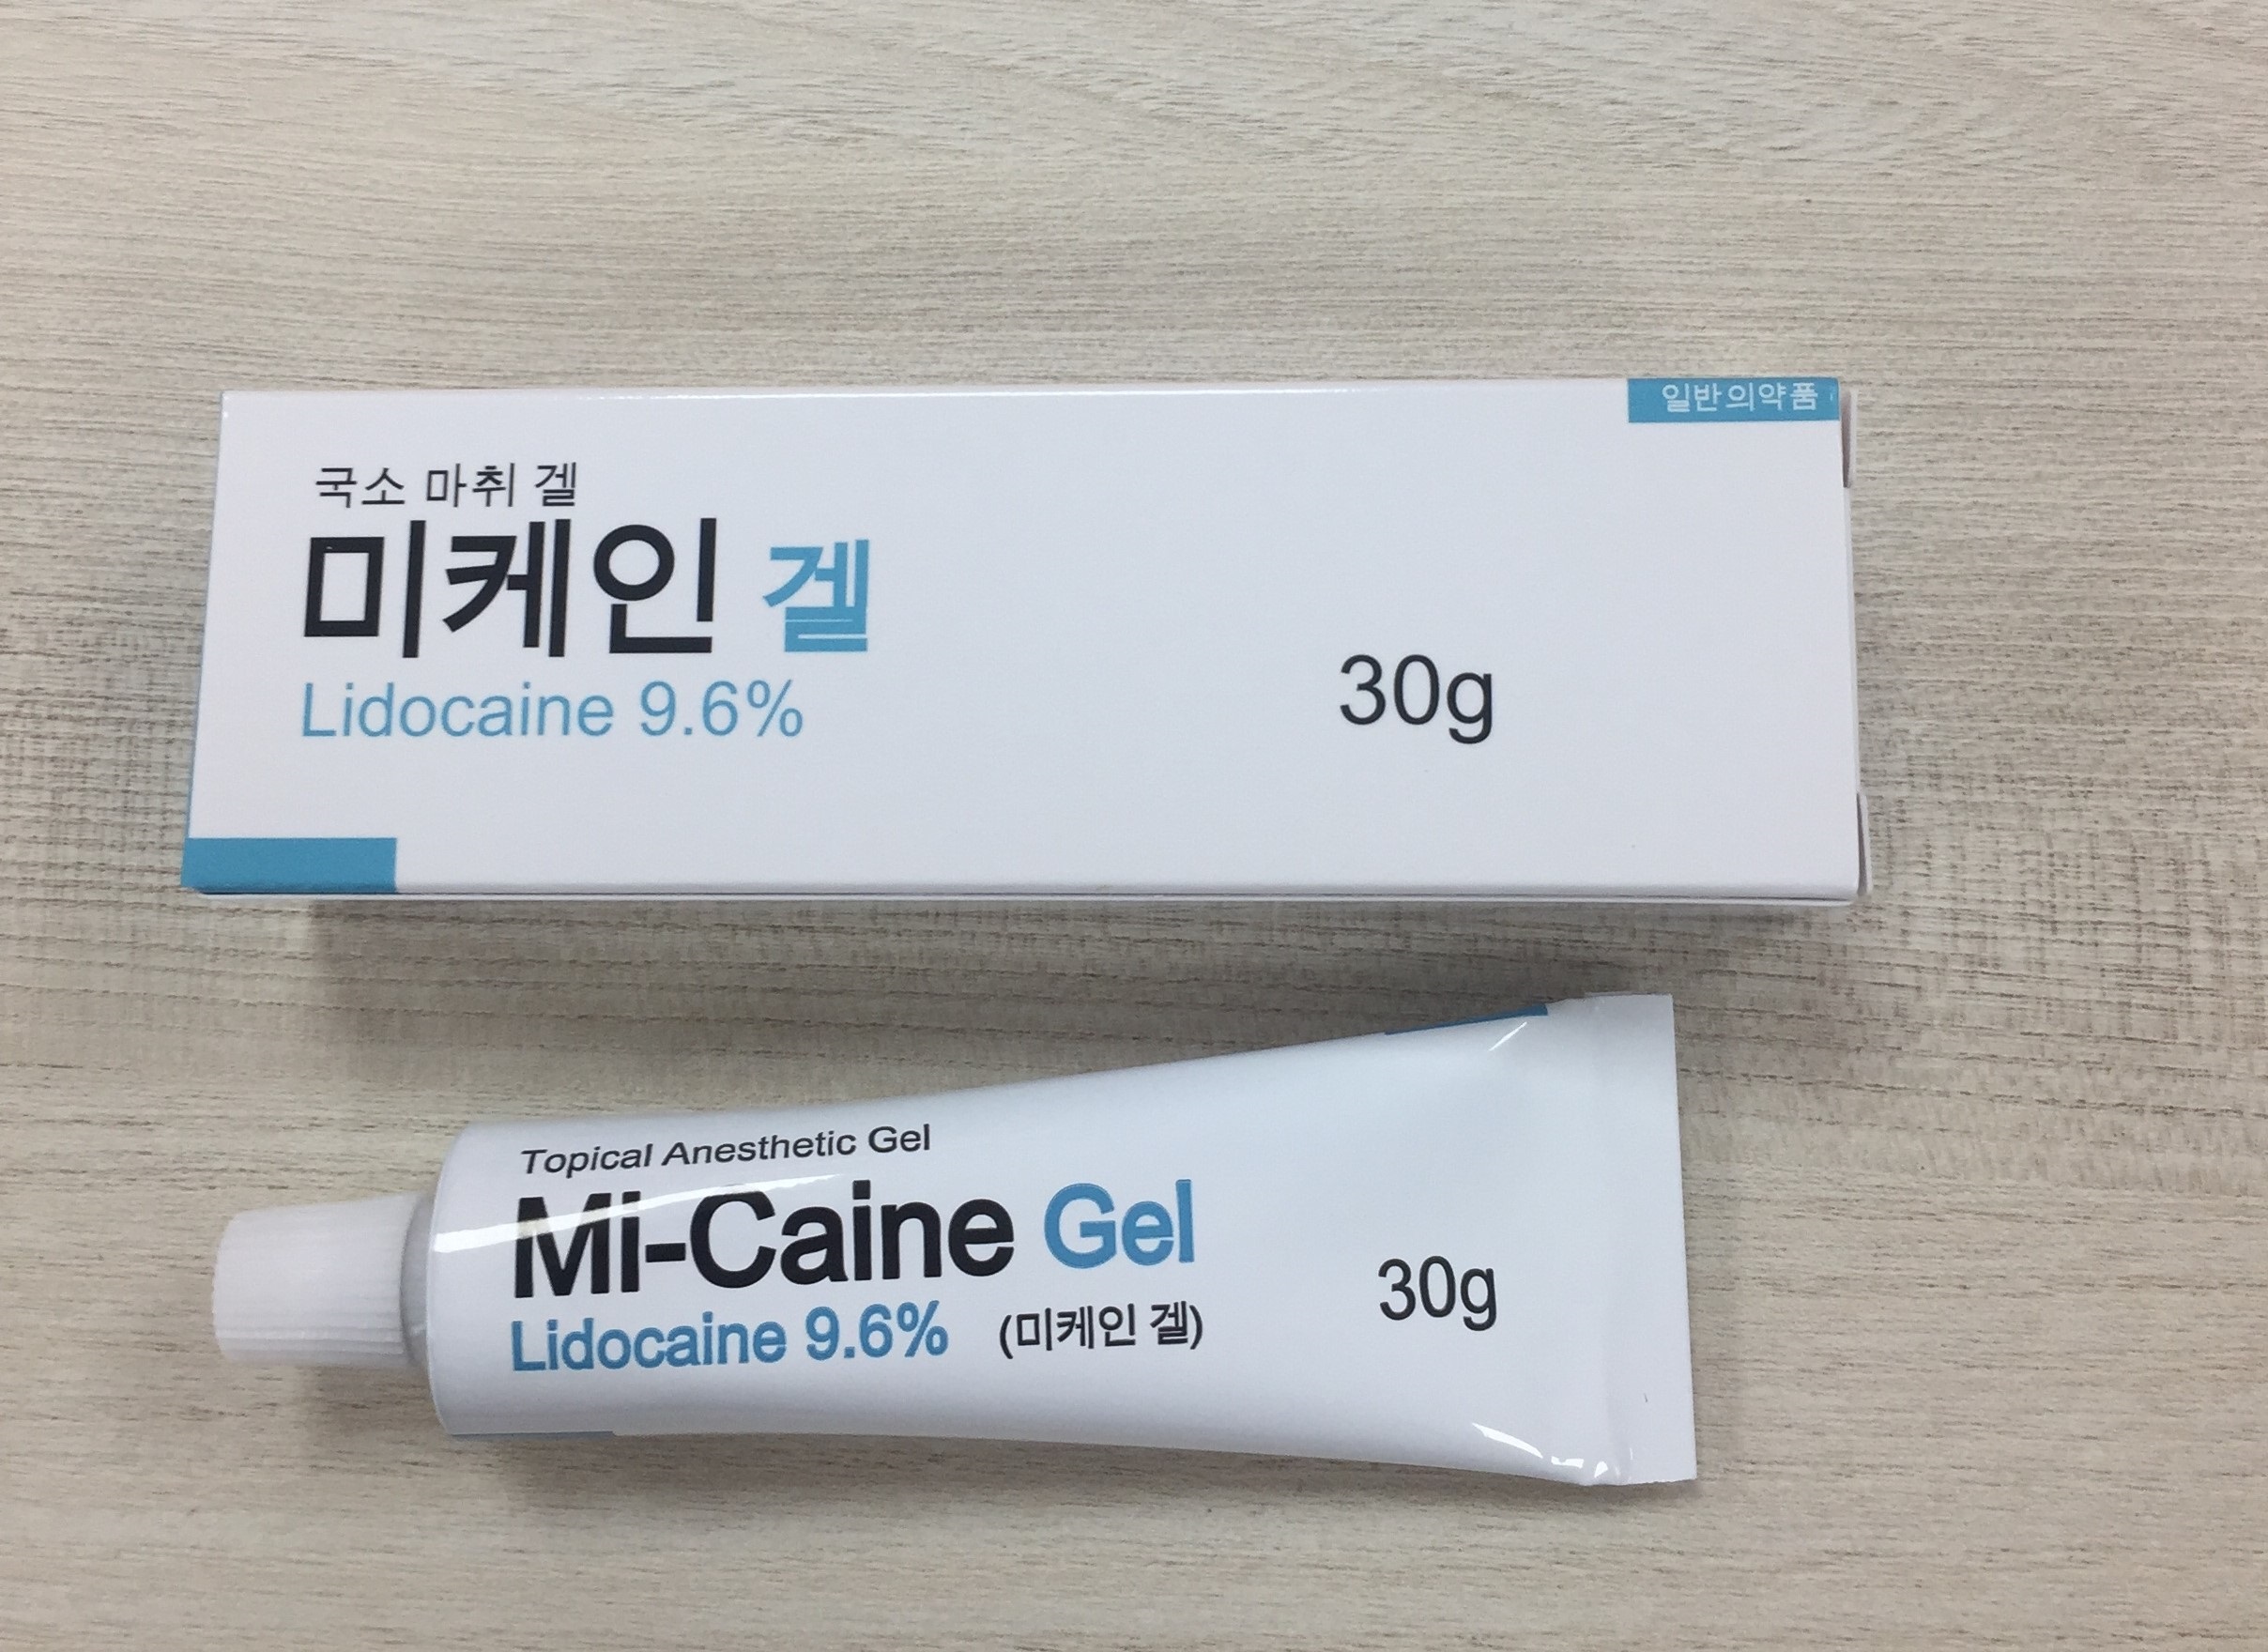 일반의약품
국소 마취 겔
미케인 겔
Lidocaine 9.6%
30g
Topical Anesthetic Gel
Mi-Caine Gel
Lidocaine 9.6% (미케인 겔)
30g